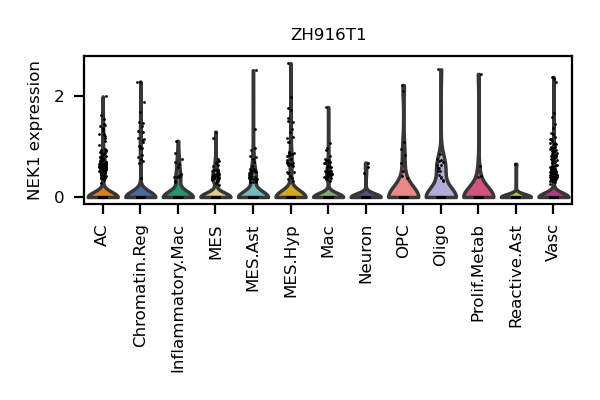 ZH916T1
NEK1 expression
2
0
AC
Chromatin.Reg
Inflammatory.Mac
MES
MES.Ast
MES.Hyp
Mac
Neuron
OPC
Oligo
Prolif.Metab
Reactive.Ast
Vasc